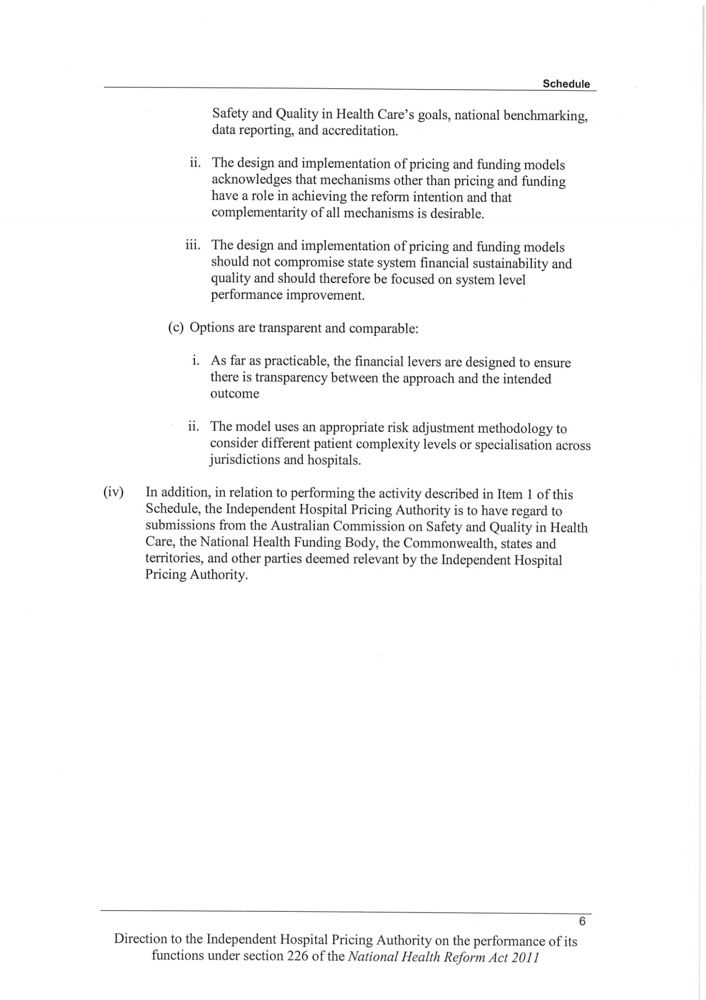 Schedule
Safety and Quality in Health Care’s goals, national benchmarking,
data reporting, and accreditation.
ii. The design and implementation of pricing and funding models
acknowledges that mechanisms other than pricing and funding
have a role in achieving the reform intention and that
complementarity of all mechanisms is desirable.
iii. The design and implementation of pricing and funding models
should not compromise state system financial sustainability and
quality and should therefore be focused on system level
performance improvement.
(c) Options are transparent and comparable:
i. As far as practicable, the financial levers are designed to ensure
there is transparency between the approach and the intended
outcome
ii. The model uses an appropriate risk adjustment methodology to
consider different patient complexity levels or specialisation across
jurisdictions and hospitals.
(iv) In addition, in relation to performing the activity described in Item 1 of this
Schedule, the Independent Hospital Pricing Authority is to have regard to
submissions from the Australian Commission on Safety and Quality in Health
Care, the National Health Funding Body, the Commonwealth, states and
territories, and other parties deemed relevant by the Independent Hospital
Pricing Authority.
6
Direction to the Independent Hospital Pricing Authority on the performance of its
functions under section 226 of the National Health Reform Act 2011